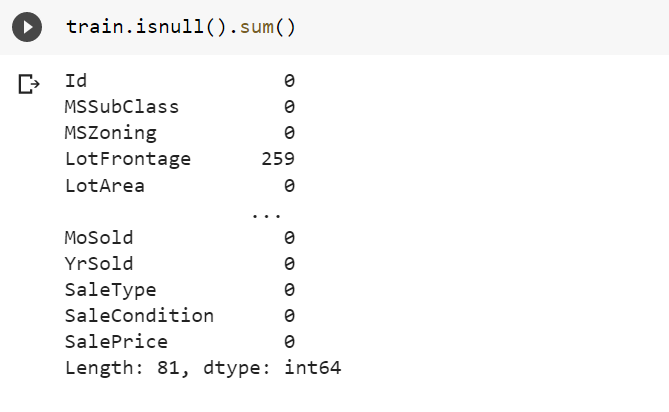 train.isnull().sum()
Id 0
MSSubClass 0
MSZoning 0
LotFrontage 259
LotArea 0
...
MoSold 0
YrSold 0
SaleType 0
SaleCondition 0
SalePrice 0
Length: 81, dtype: int64